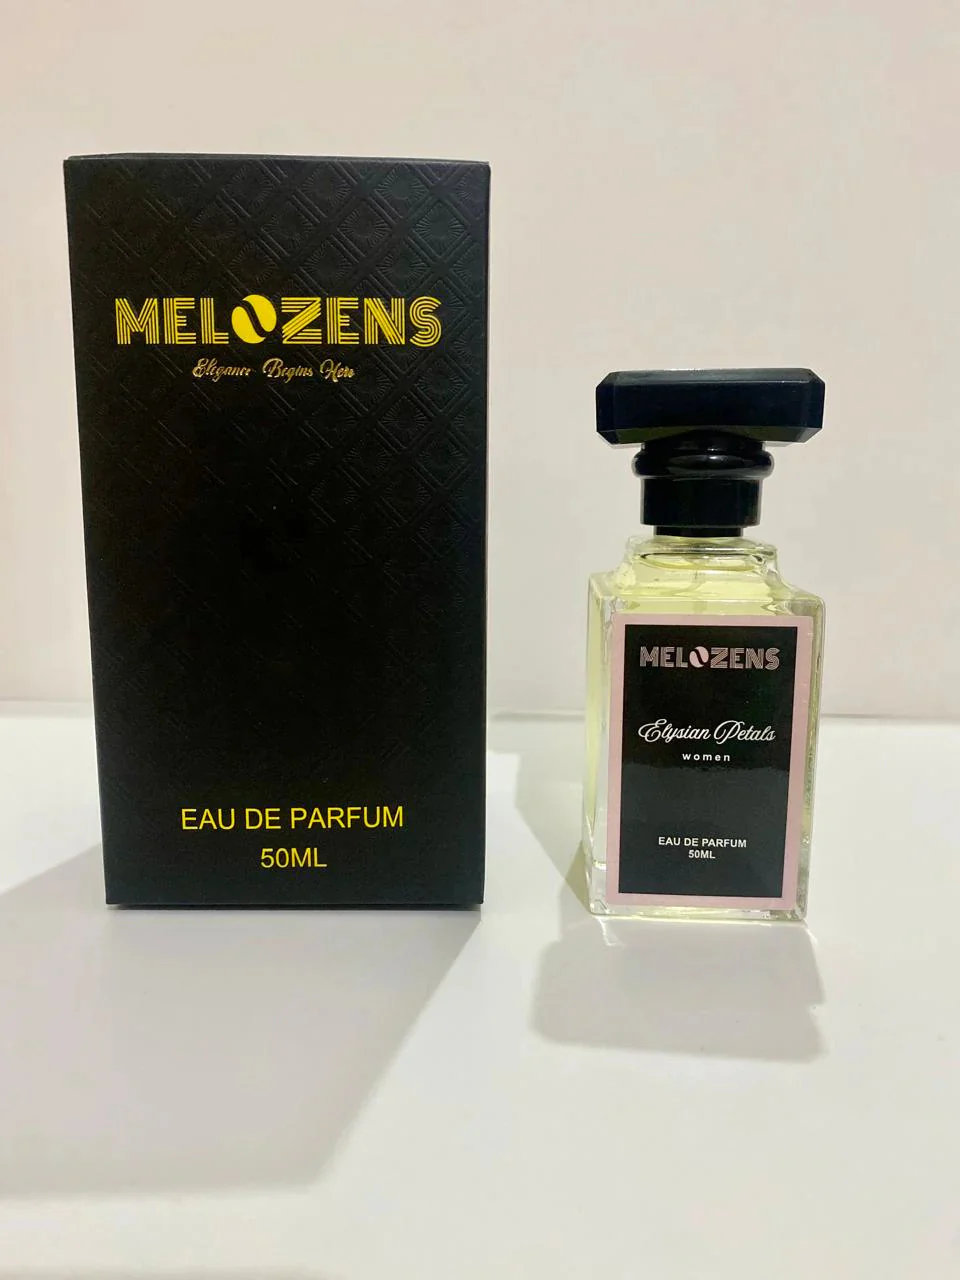 MELOZENS
Elegance Begins Here
EAU DE PARFUM
50ML
MELOZENS
Elysian Petals
women
EAU DE PARFUM
50ML